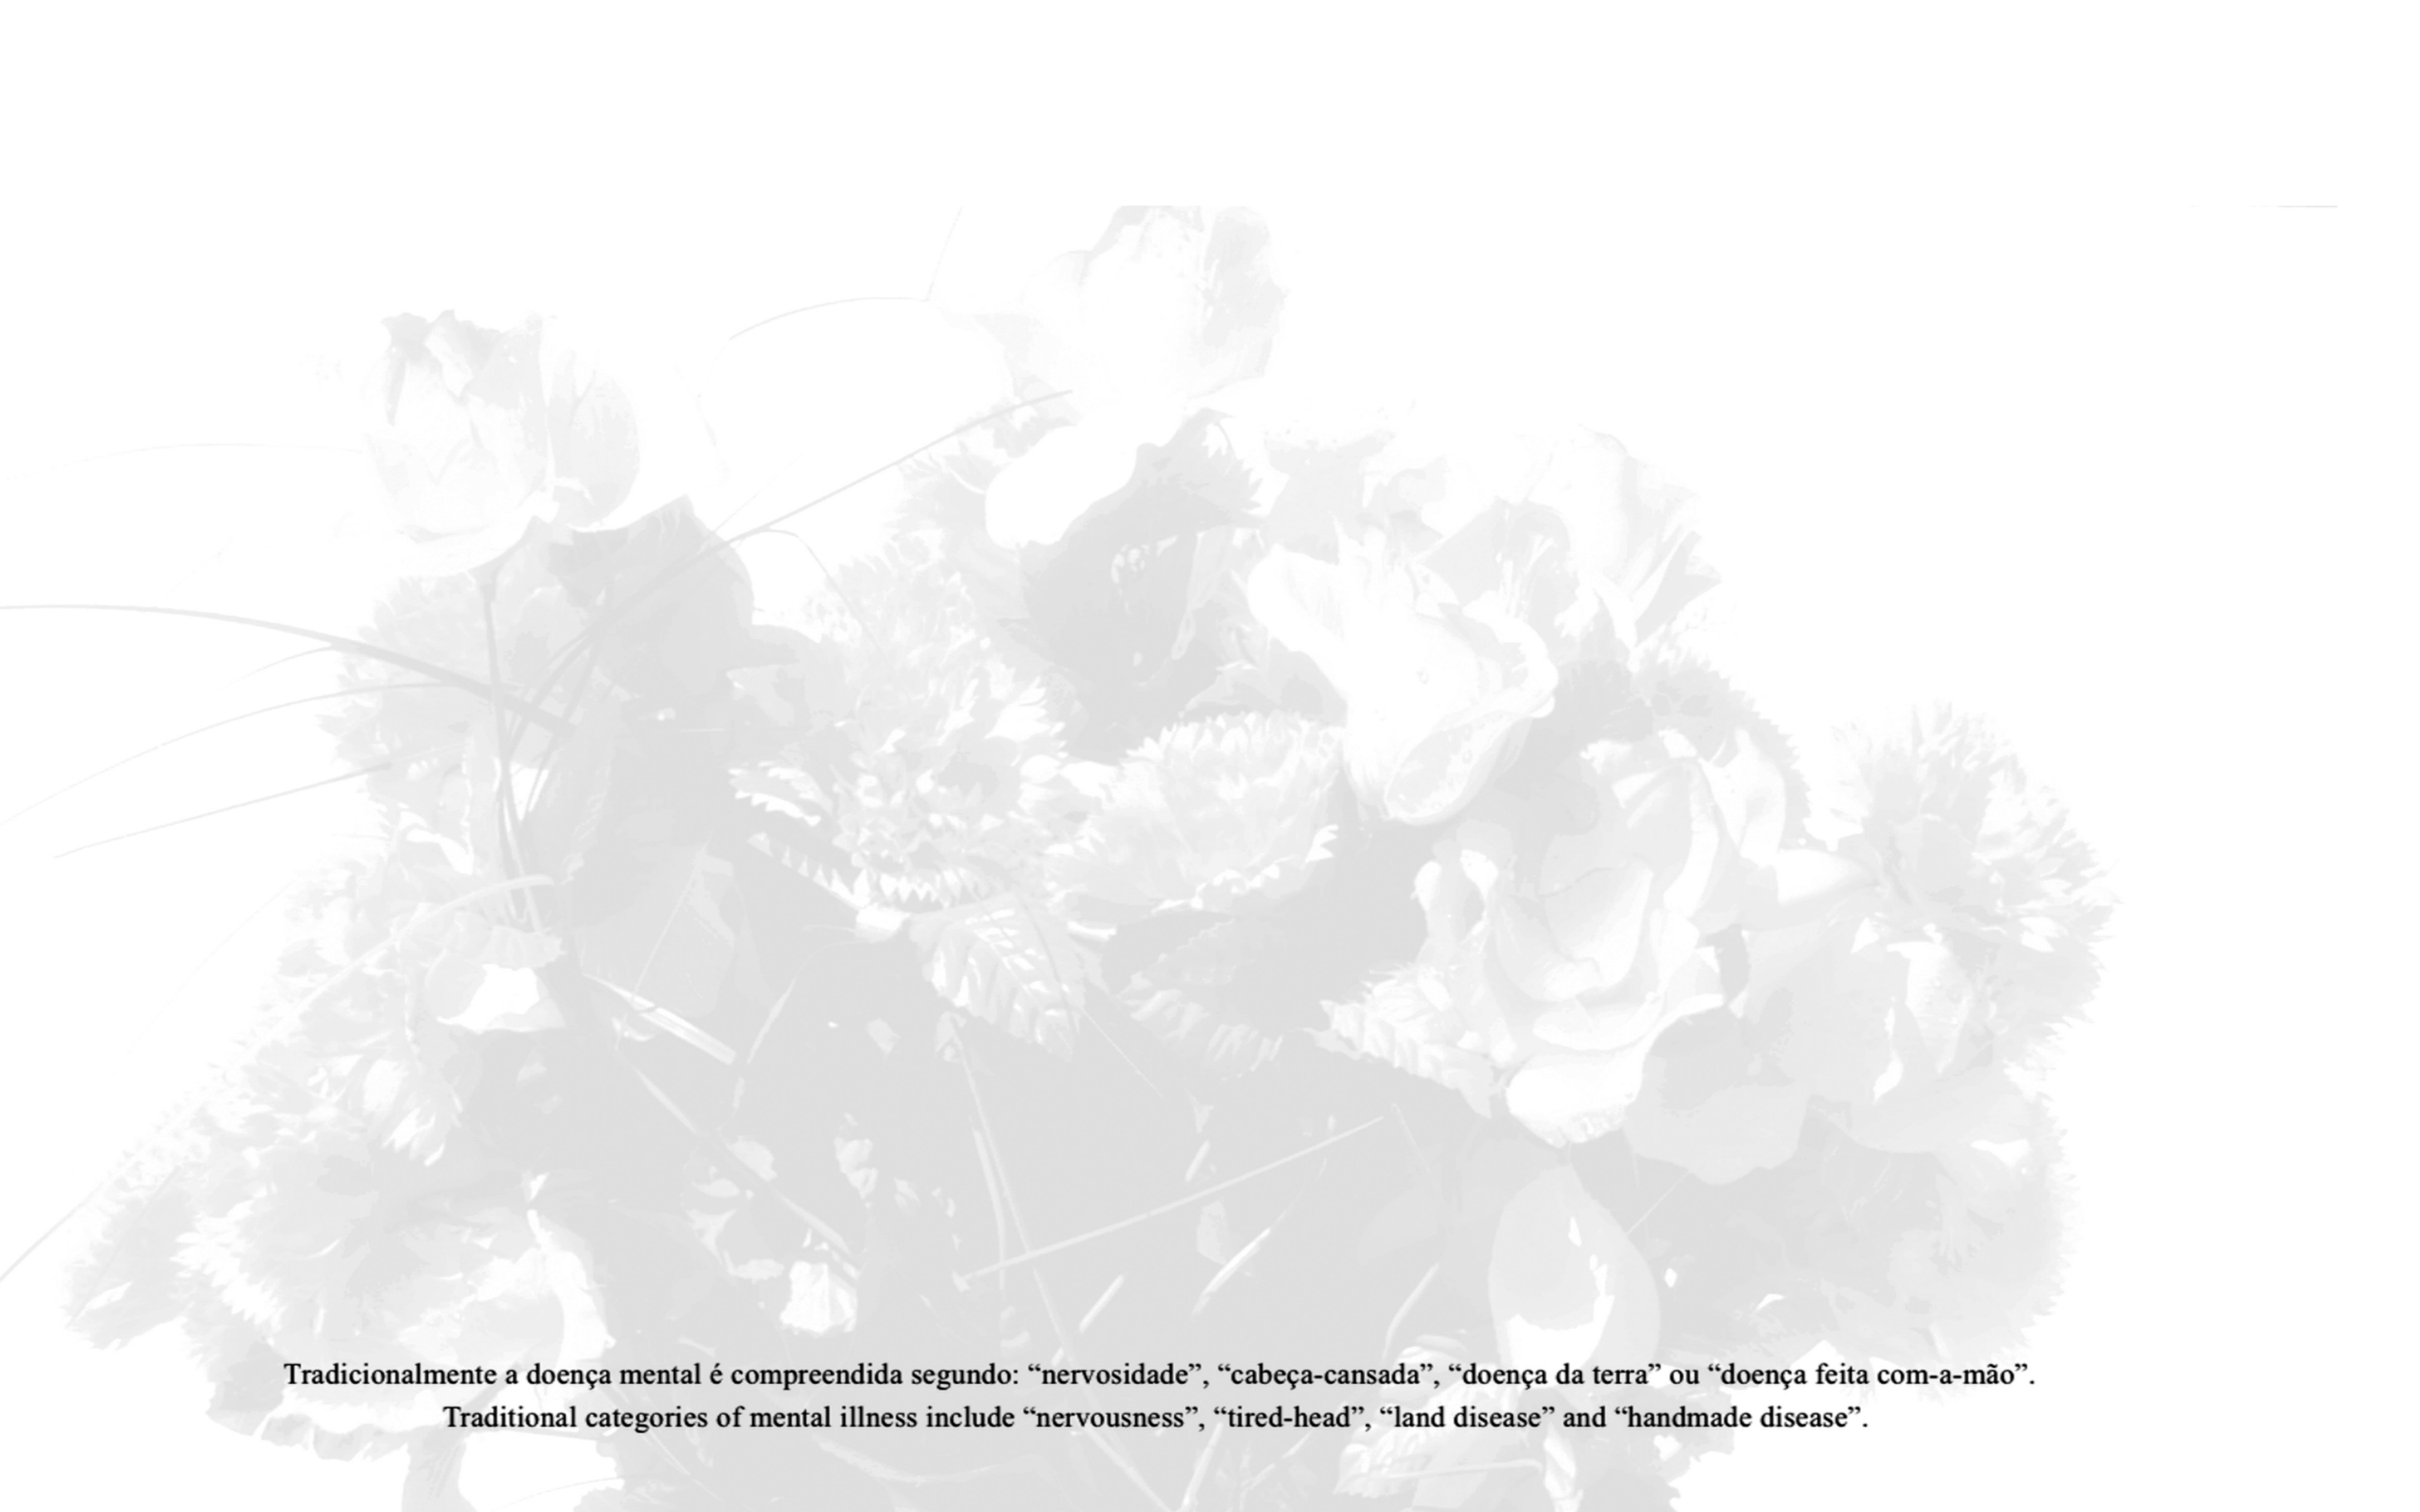 Tradicionalmente a doença mental é compreendida segundo: “nervosidade”, “cabeça-cansada”, “doença da terra” ou “doença feita com-a-mão”.
Traditional categories of mental illness include “nervousness”, “tired-head”, “land disease” and “handmade disease”.